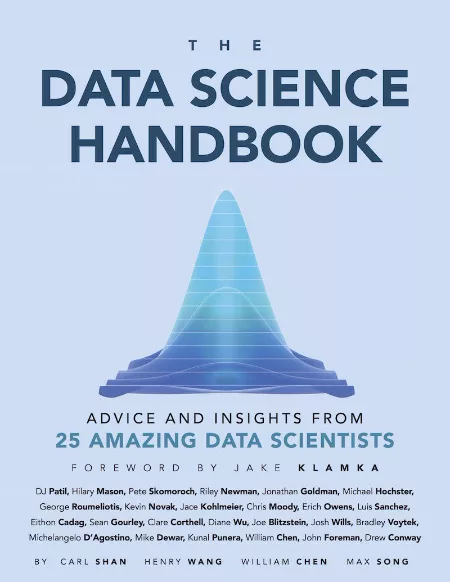 THE
DATA SCIENCE
HANDBOOK
ADVICE AND INSIGHTS FROM
25 AMAZING DATA SCIENTISTS
FOREWORD BY JAKE KLAMKA
DJ Patil, Hilary Mason, Pete Skomoroch, Riley Newman, Jonathan Goldman, Michael Hochster,
George Roumeliotis, Kevin Novak, Jace Kohlmeier, Chris Moody, Erich Owens, Luis Sanchez,
Eithon Cadag, Sean Gourley, Clare Corthell, Diane Wu, Joe Blitzstein, Josh Wills, Bradley Voytek,
Michelangelo D'Agostino, Mike Dewar, Kunal Punera, William Chen, John Foreman, Drew Conway
BY CARL SHAN HENRY WANG WILLIAM CHEN MAX SONG